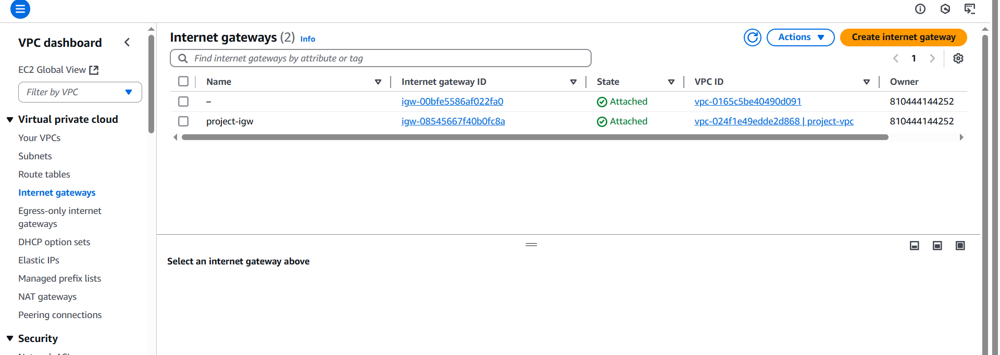 VPC dashboard
EC2 Global View
Filter by VPC
Virtual private cloud
Your VPCs
Subnets
Route tables
Internet gateways
Egress-only internet
gateways
DHCP option sets
Elastic IPs
Managed prefix lists
NAT gateways
Peering connections
Security
Internet gateways (2) Info
Actions
Create internet gateway
Find internet gateways by attribute or tag
1
Name Internet gateway ID State VPC ID Owner
– igw-00bfe5586af022fa0 Attached vpc-0165c5be40490d091 810444144252
project-igw igw-08545667f40b0fc8a Attached vpc-024f1e49edde2d868 | project-vpc 810444144252
Select an internet gateway above